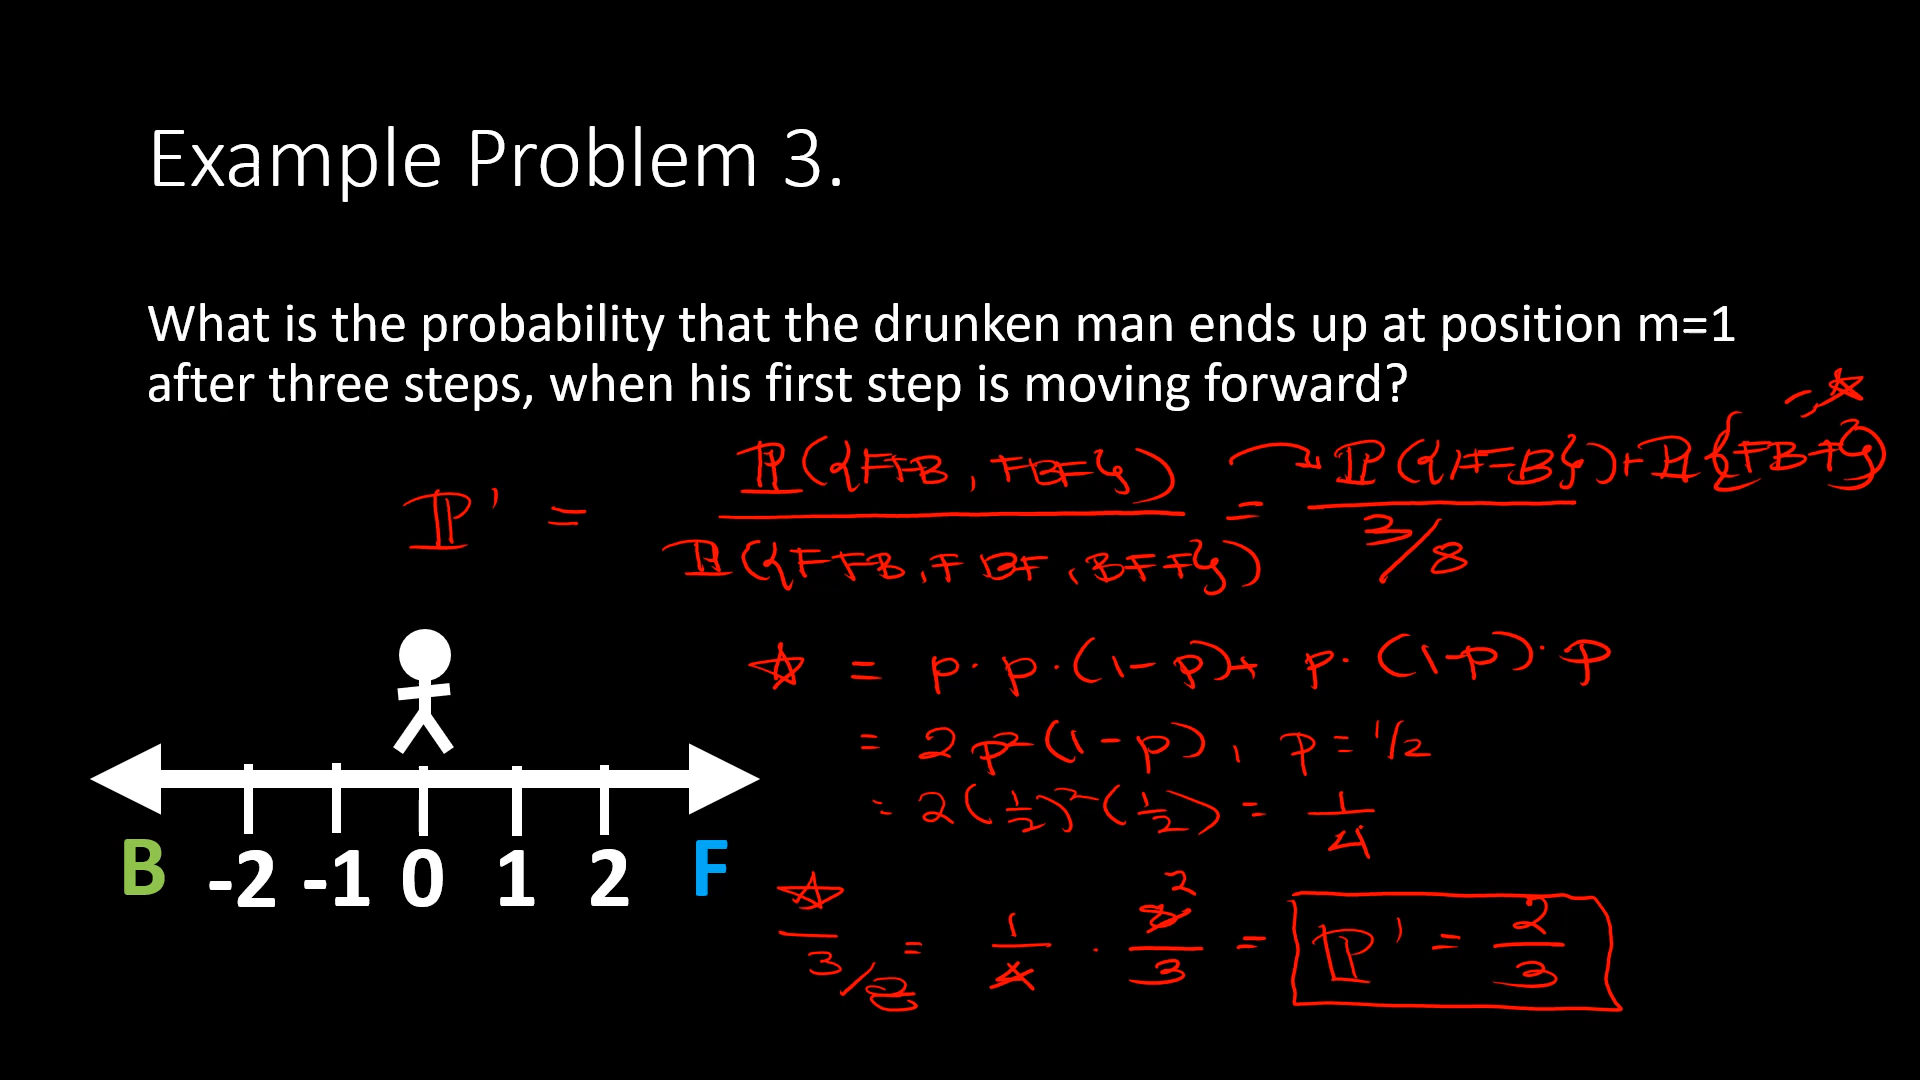 Example Problem 3.
What is the probability that the drunken man ends up at position m=1
after three steps, when his first step is moving forward?
= ☆
ℙ' = ℙ({FFB, FBF}) / ℙ({FFB, FBF, BFF}) = ℙ({FFB}) + ℙ{FBF}) / 3/8
☆ = p · p · (1 - p) + p · (1-p) · p
= 2p² (1 - p), p = 1/2
= 2(1/2)² (1/2) = 1/4
☆ / 3/8 = 1/4 · 8/3 2 = ℙ' = 2/3
B -2 -1 0 1 2 F